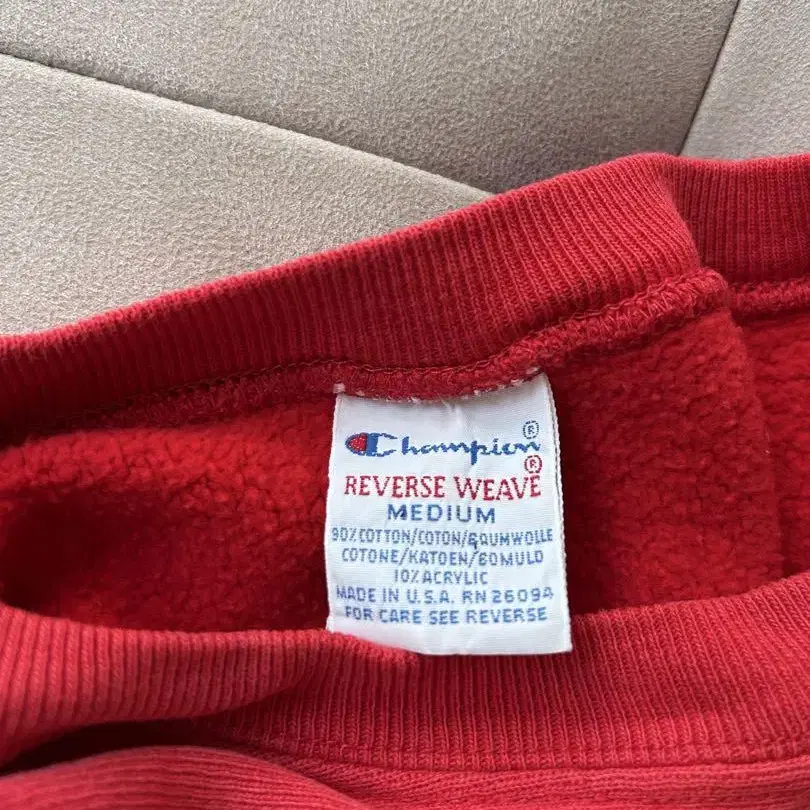 Champion®
REVERSE WEAVE®
MEDIUM
90% COTTON/COTON/BAUMWOLLE
COTONE/KATOEN/BOMULD
10% ACRYLIC
MADE IN U.S.A. RN 26094
FOR CARE SEE REVERSE